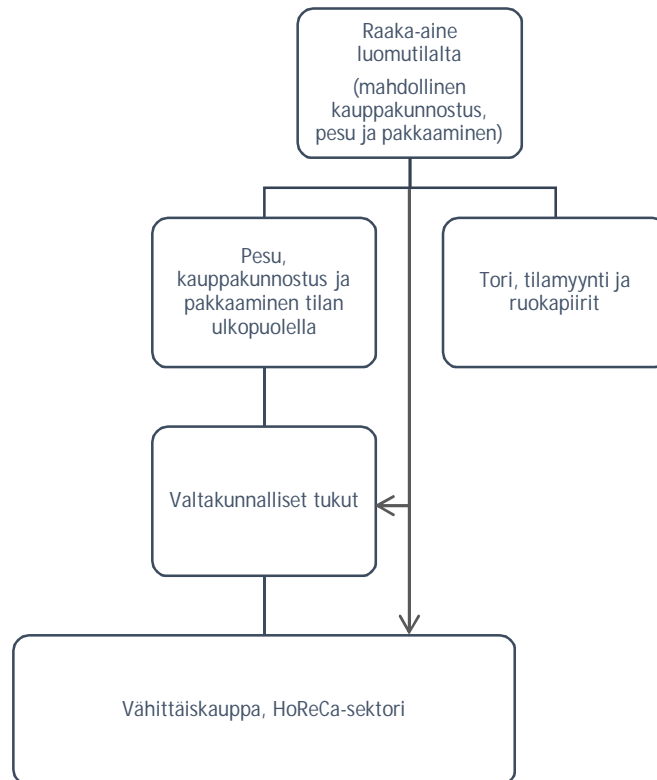 Raaka-aine
luomutilalta
(mahdollinen
kauppakunnostus,
pesu ja pakkaaminen)
Pesu,
kauppakunnostus ja
pakkaaminen tilan
ulkopuolella
Tori, tilamyynti ja
ruokapiirit
Valtakunnalliset tukut
Vähittäiskauppa, HoReCa-sektori